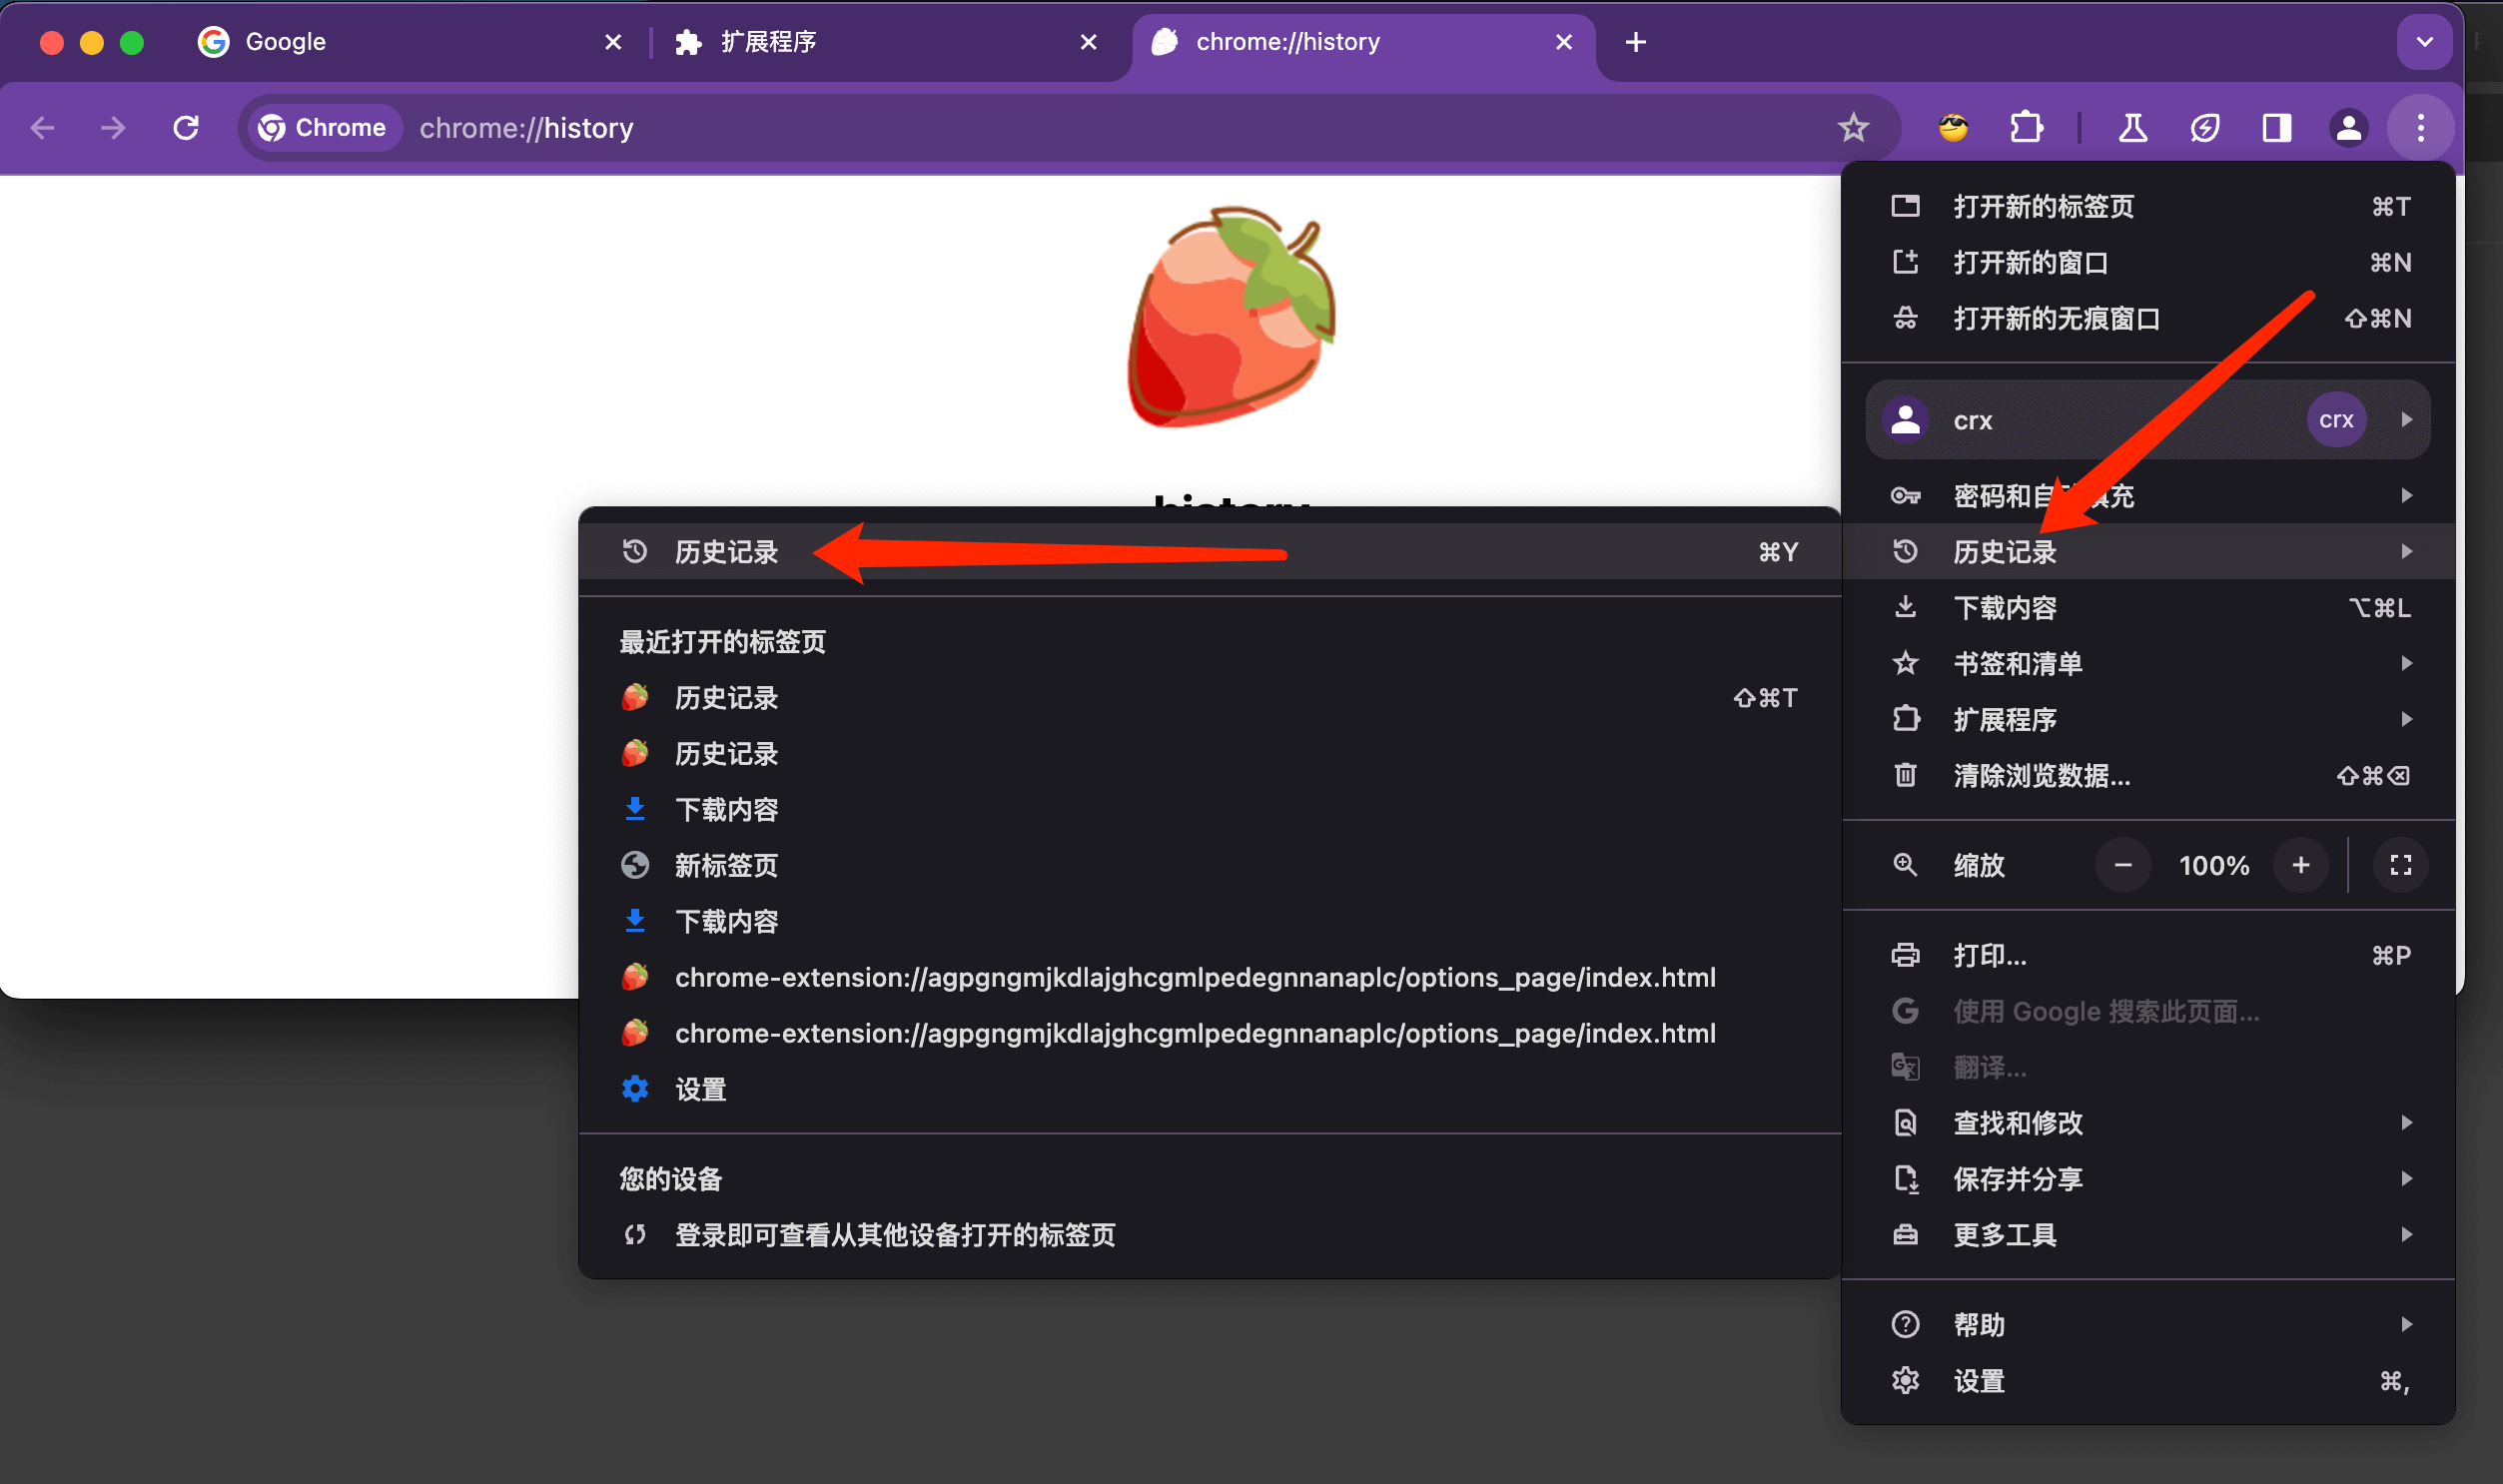 Google
扩展程序
chrome://history
Chrome
chrome://history
history
打开新的标签页 ⌘T
打开新的窗口 ⌘N
打开新的无痕窗口 ⇧⌘N
crx crx
密码和自动填充
历史记录
下载内容 ⌥⌘L
书签和清单
扩展程序
清除浏览数据... ⇧⌘⌫
缩放 − 100% +
打印... ⌘P
使用 Google 搜索此页面...
翻译...
查找和修改
保存并分享
更多工具
帮助
设置 ⌘,
历史记录 ⌘Y
最近打开的标签页
历史记录 ⇧⌘T
历史记录
下载内容
新标签页
下载内容
chrome-extension://agpgngmjkdlajghcgmlpedegnnanaplc/options_page/index.html
chrome-extension://agpgngmjkdlajghcgmlpedegnnanaplc/options_page/index.html
设置
您的设备
登录即可查看从其他设备打开的标签页